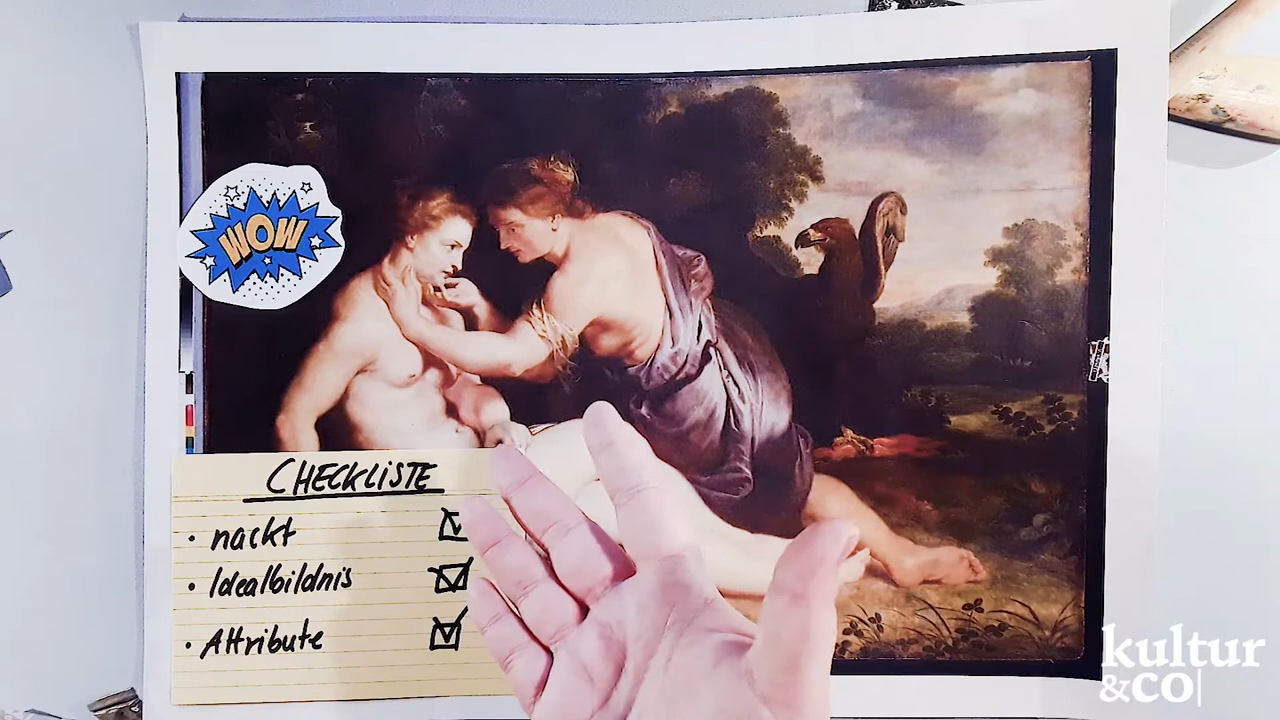 WOW
CHECKLISTE
• nackt
• Idealbildnis
• Attribute
kultur
&co|